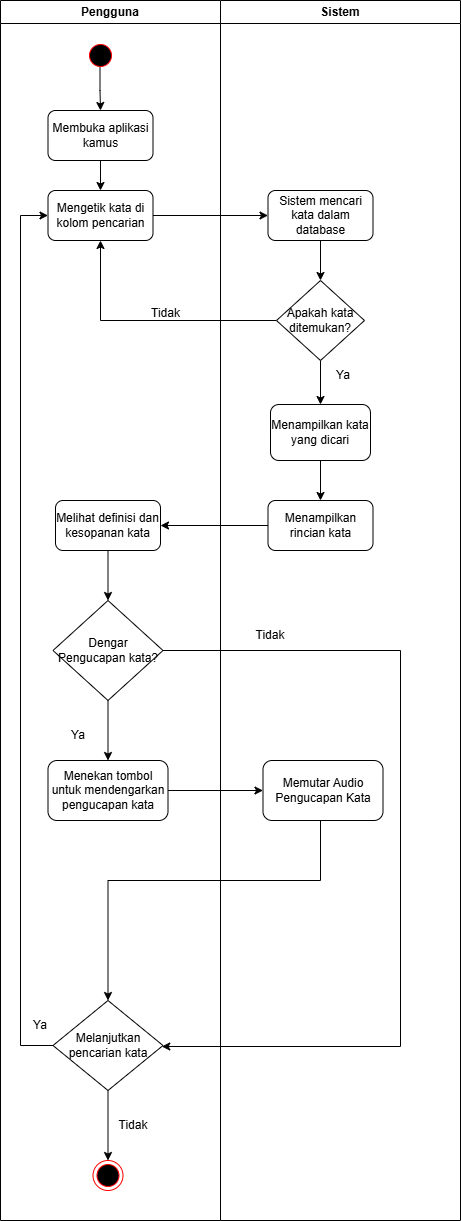 Pengguna
Sistem
Membuka aplikasi
kamus
Mengetik kata di
kolom pencarian
Sistem mencari
kata dalam
database
Tidak
Apakah kata
ditemukan?
Ya
Menampilkan kata
yang dicari
Menampilkan
rincian kata
Melihat definisi dan
kesopanan kata
Dengar
Pengucapan kata?
Tidak
Ya
Menekan tombol
untuk mendengarkan
pengucapan kata
Memutar Audio
Pengucapan Kata
Ya
Melanjutkan
pencarian kata
Tidak